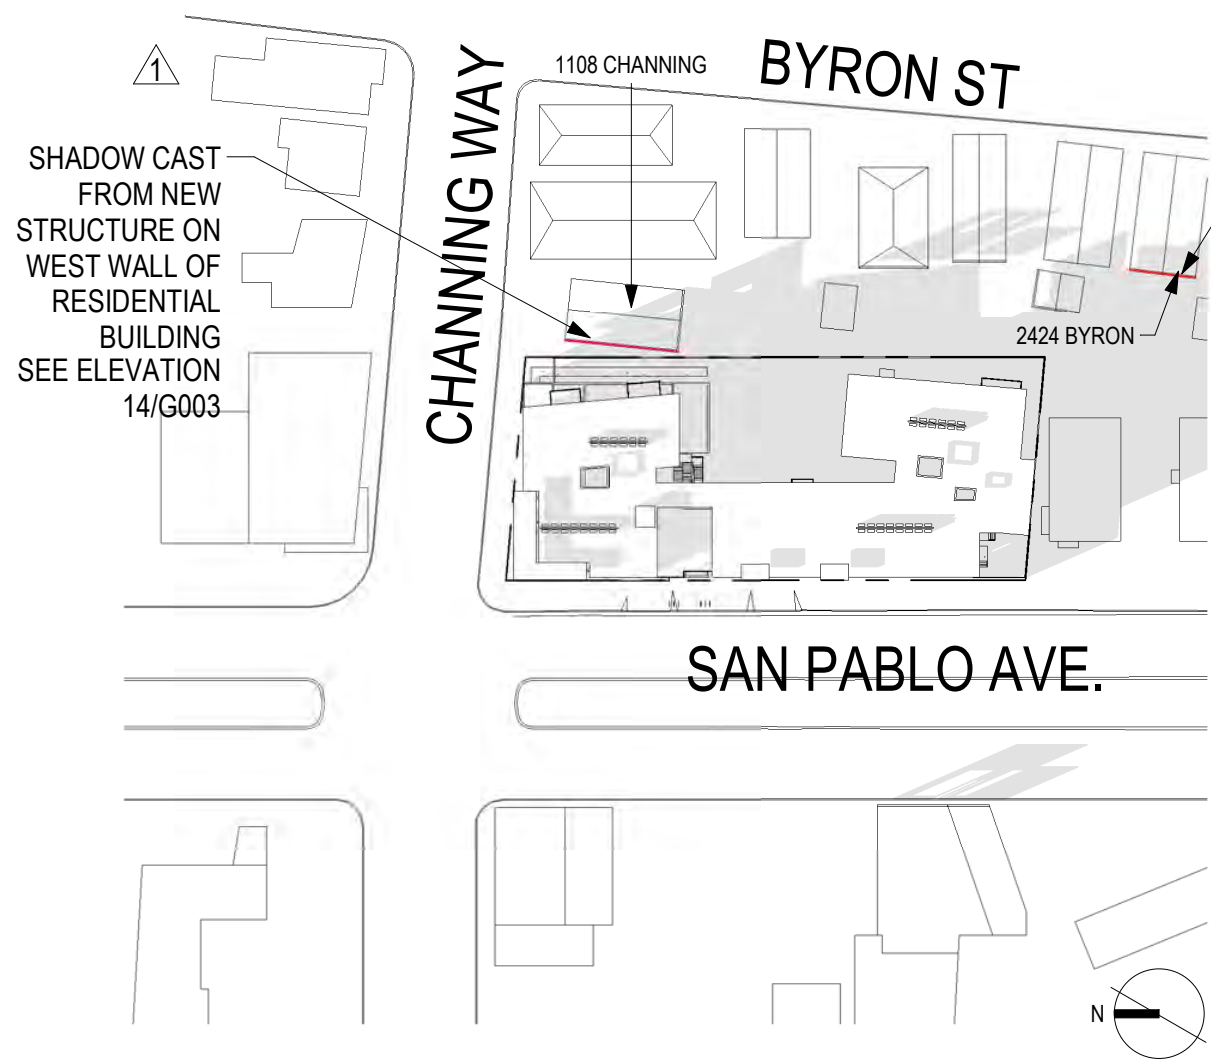 1
1108 CHANNING
BYRON ST
CHANNING WAY
SHADOW CAST
FROM NEW
STRUCTURE ON
WEST WALL OF
RESIDENTIAL
BUILDING
SEE ELEVATION
14/G003
2424 BYRON
SAN PABLO AVE.
N